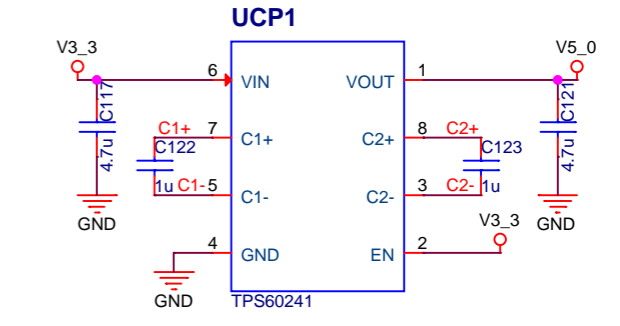 UCP1
V3_3
V5_0
6
VIN
VOUT
1
C117
4.7u
C121
4.7u
C1+
7
C1+
C2+
8
C2+
C122
1u
C123
1u
C1-
5
C1-
C2-
3
C2-
GND
GND
V3_3
4
GND
EN
2
GND
TPS60241